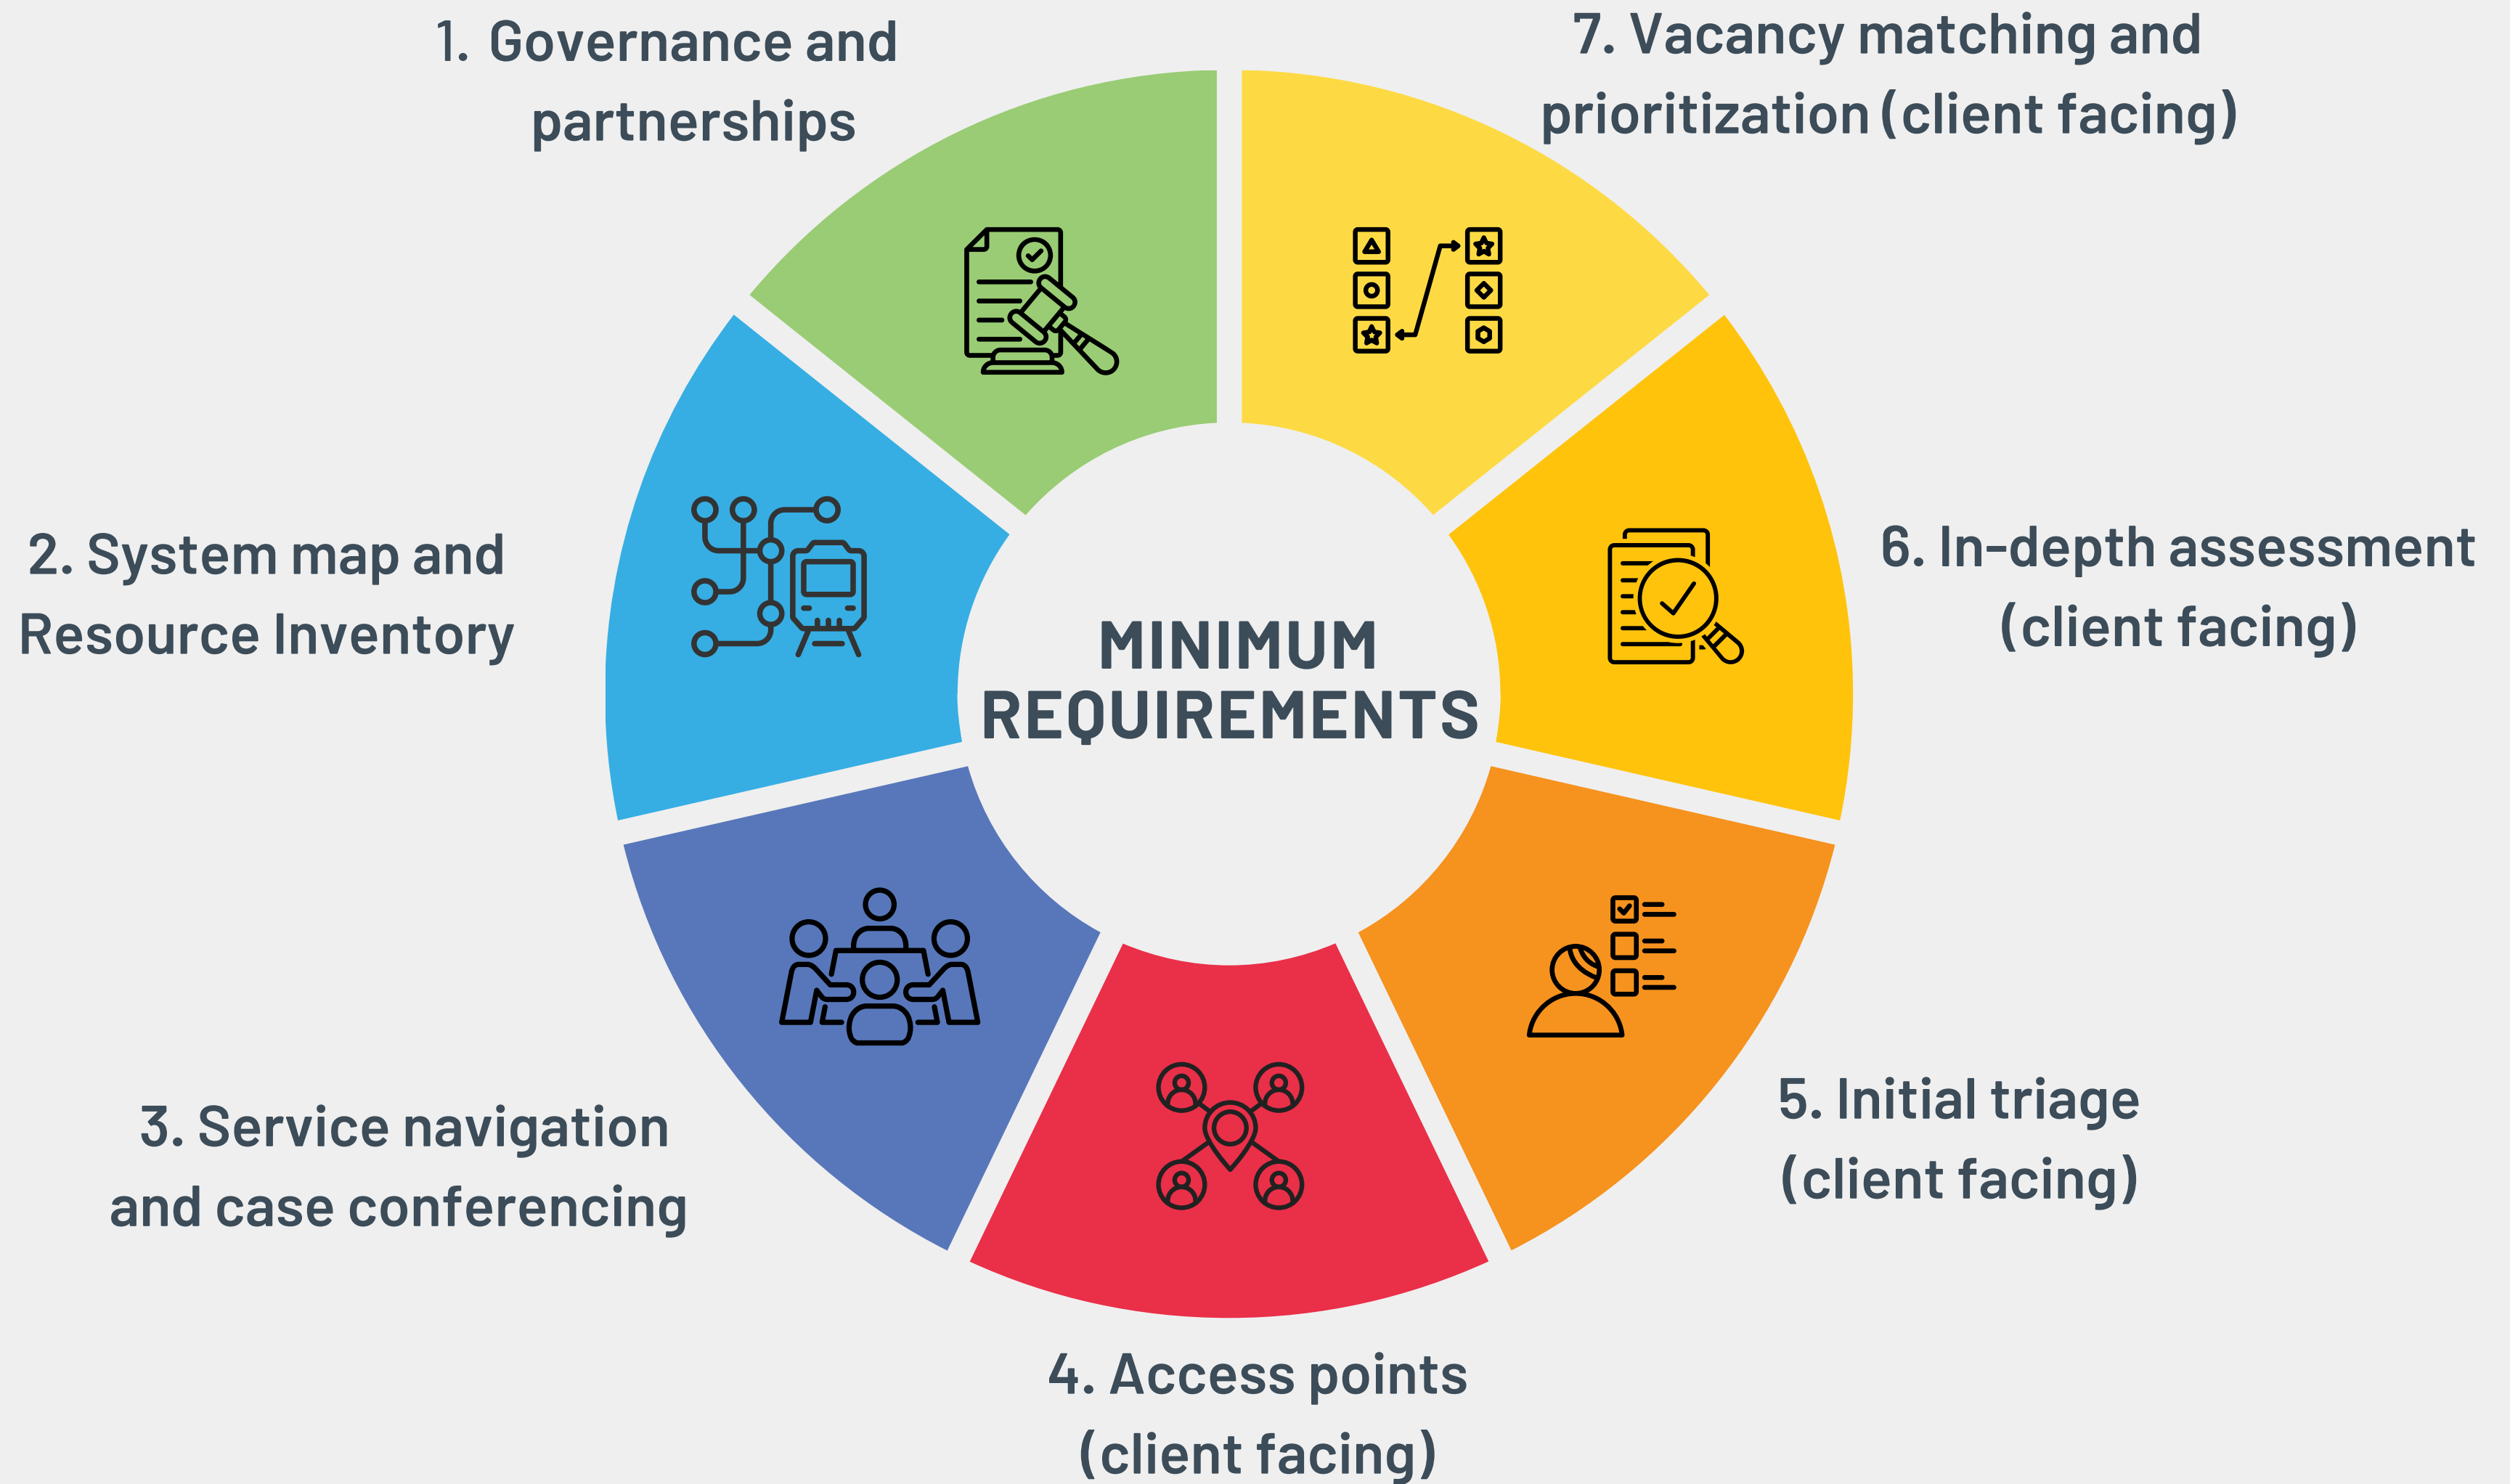 1. Governance and
partnerships
2. System map and
Resource Inventory
3. Service navigation
and case conferencing
4. Access points
(client facing)
5. Initial triage
(client facing)
6. In-depth assessment
(client facing)
7. Vacancy matching and
prioritization (client facing)
MINIMUM
REQUIREMENTS